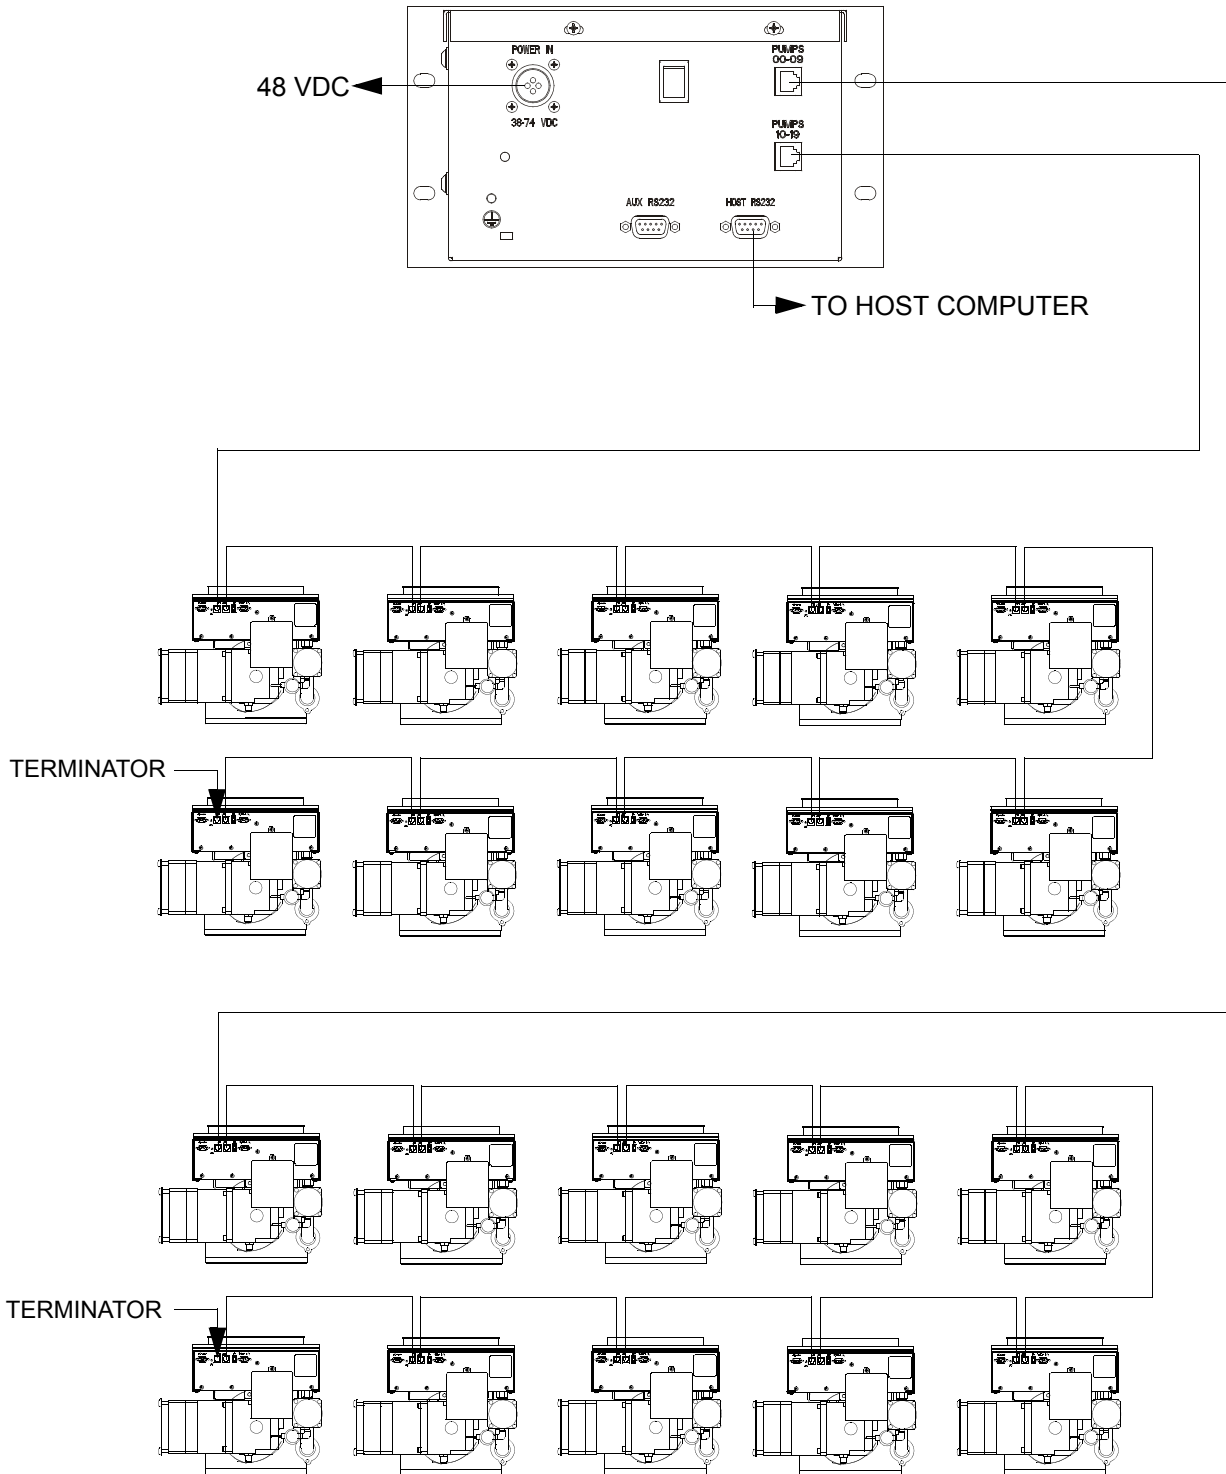 POWER IN
PUMPS
00-09
48 VDC
38-74 VDC
PUMPS
10-19
AUX RS232
HOST RS232
TO HOST COMPUTER
TERMINATOR
TERMINATOR